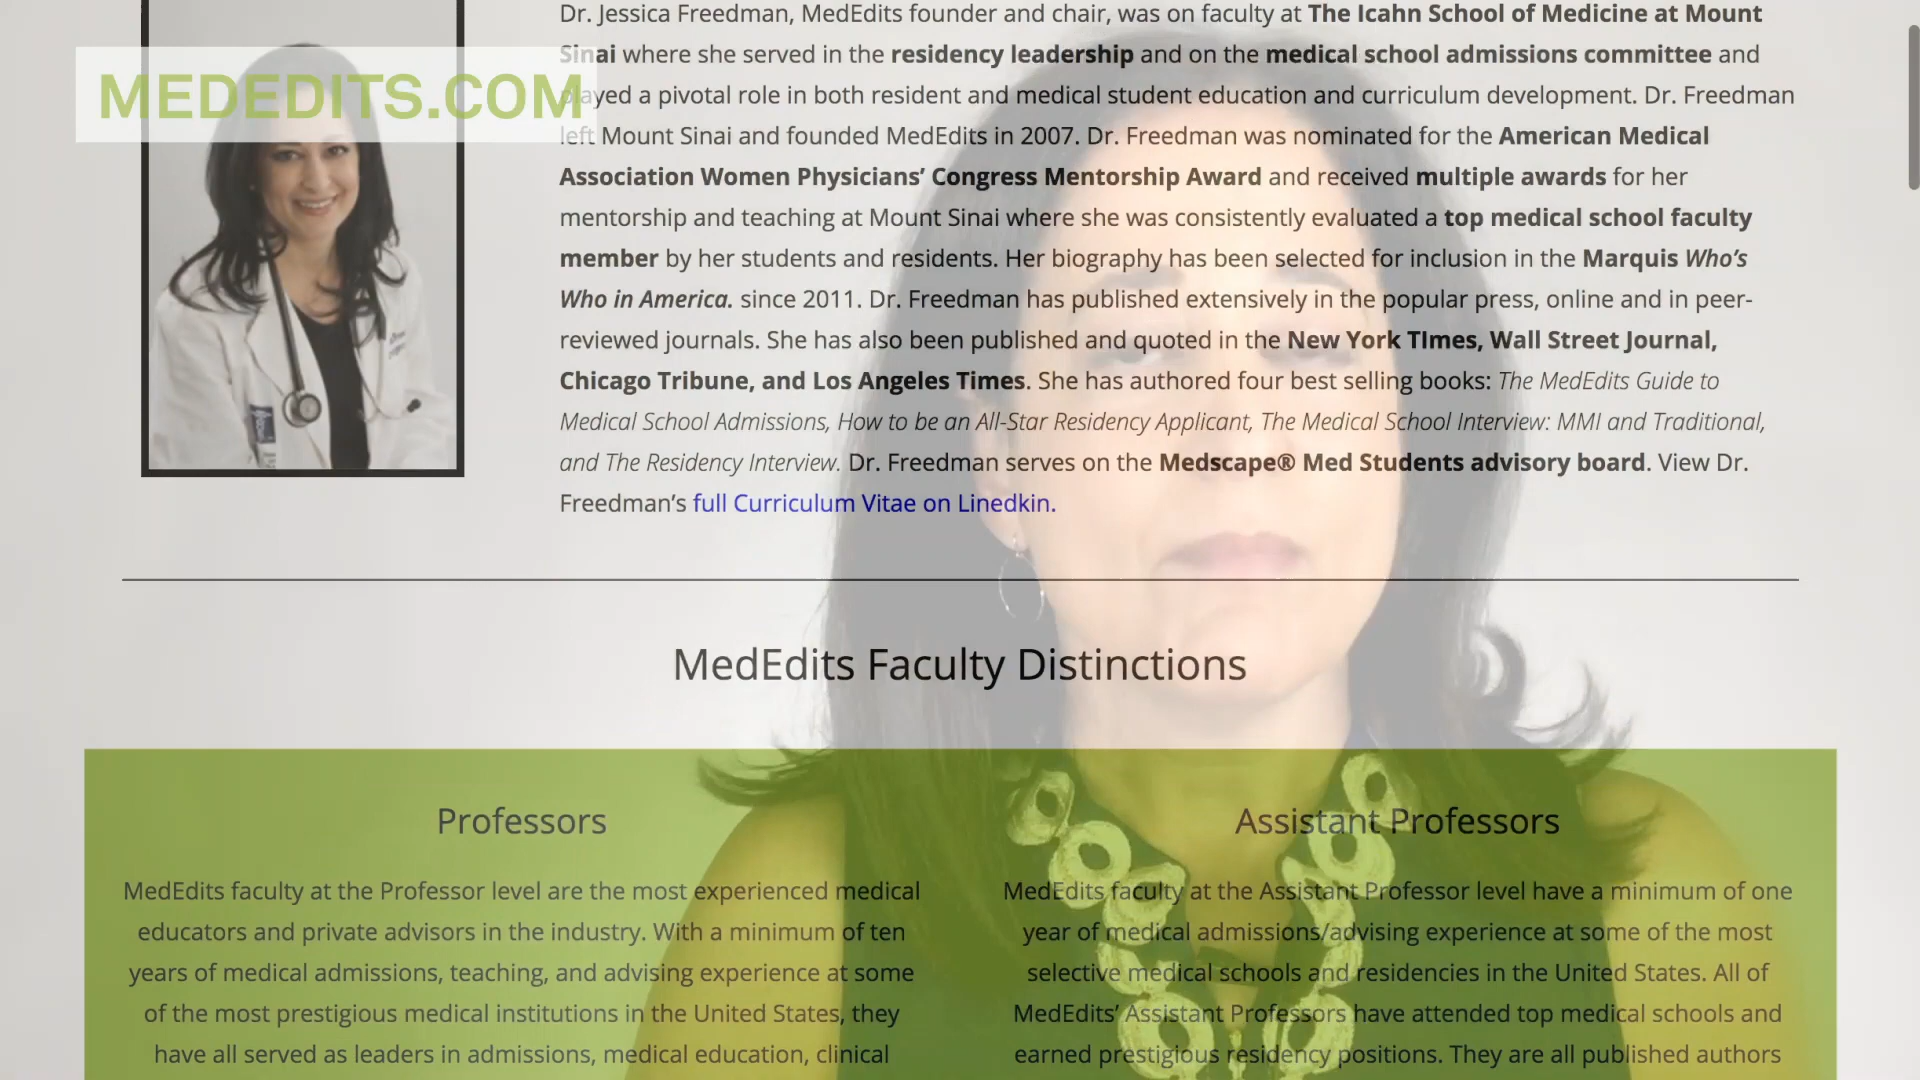 Dr. Jessica Freedman, MedEdits founder and chair, was on faculty at The Icahn School of Medicine at Mount
MEDEDITS.COM
Sinai where she served in the residency leadership and on the medical school admissions committee and
played a pivotal role in both resident and medical student education and curriculum development. Dr. Freedman
left Mount Sinai and founded MedEdits in 2007. Dr. Freedman was nominated for the American Medical
Association Women Physicians’ Congress Mentorship Award and received multiple awards for her
mentorship and teaching at Mount Sinai where she was consistently evaluated a top medical school faculty
member by her students and residents. Her biography has been selected for inclusion in the Marquis Who’s
Who in America. since 2011. Dr. Freedman has published extensively in the popular press, online and in peer-
reviewed journals. She has also been published and quoted in the New York TImes, Wall Street Journal,
Chicago Tribune, and Los Angeles Times. She has authored four best selling books: The MedEdits Guide to
Medical School Admissions, How to be an All-Star Residency Applicant, The Medical School Interview: MMI and Traditional,
and The Residency Interview. Dr. Freedman serves on the Medscape® Med Students advisory board. View Dr.
Freedman’s full Curriculum Vitae on Linedkin.
MedEdits Faculty Distinctions
Professors
MedEdits faculty at the Professor level are the most experienced medical
educators and private advisors in the industry. With a minimum of ten
years of medical admissions, teaching, and advising experience at some
of the most prestigious medical institutions in the United States, they
have all served as leaders in admissions, medical education, clinical
Assistant Professors
MedEdits faculty at the Assistant Professor level have a minimum of one
year of medical admissions/advising experience at some of the most
selective medical schools and residencies in the United States. All of
MedEdits’ Assistant Professors have attended top medical schools and
earned prestigious residency positions. They are all published authors